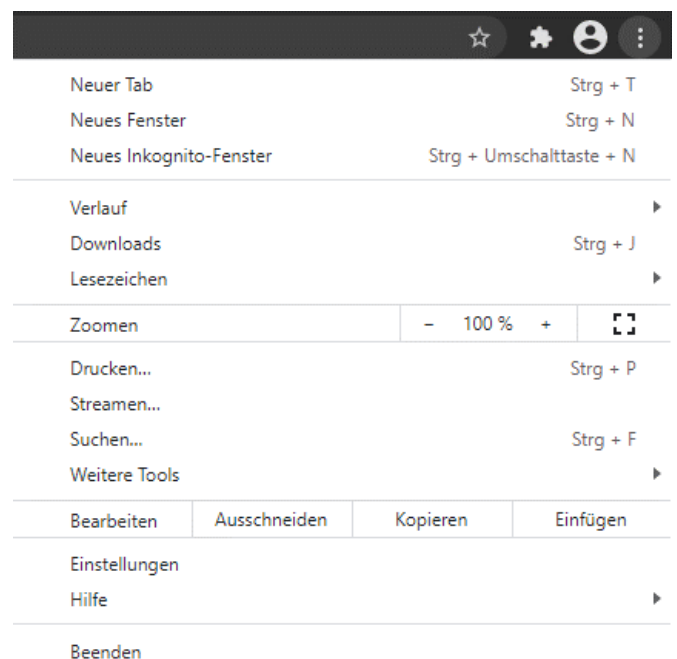 Neuer Tab Strg + T
Neues Fenster Strg + N
Neues Inkognito-Fenster Strg + Umschalttaste + N
Verlauf
Downloads Strg + J
Lesezeichen
Zoomen - 100 % +
Drucken... Strg + P
Streamen...
Suchen... Strg + F
Weitere Tools
Bearbeiten Ausschneiden Kopieren Einfügen
Einstellungen
Hilfe
Beenden